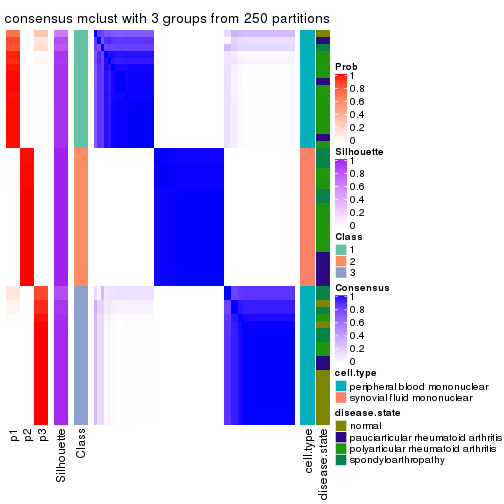 consensus mclust with 3 groups from 250 partitions
Prob
1
0.8
0.6
0.4
0.2
0
Silhouette
1
0.8
0.6
0.4
0.2
0
Class
1
2
3
Consensus
1
0.8
0.6
0.4
0.2
0
cell.type
peripheral blood mononuclear
synovial fluid mononuclear
disease.state
normal
pauciarticular rheumatoid arthritis
polyarticular rheumatoid arthritis
spondyloarthropathy
p1
p2
p3
Silhouette
Class
cell.type
disease.state